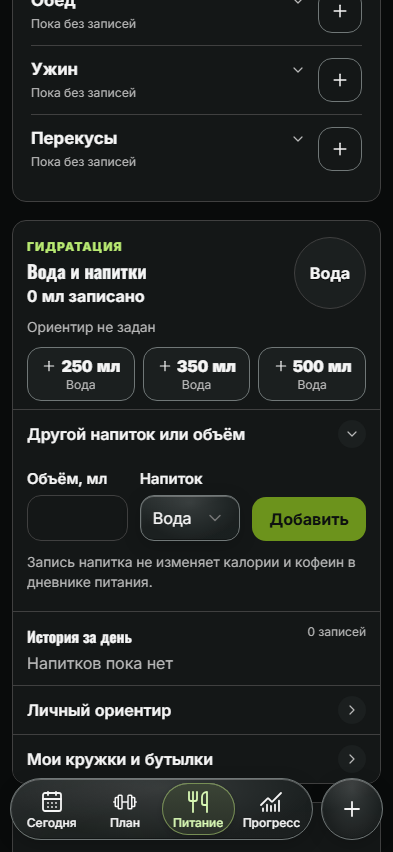 Обед
Пока без записей
Ужин
Пока без записей
Перекусы
Пока без записей
ГИДРАТАЦИЯ
Вода и напитки
0 мл записано
Вода
Ориентир не задан
+ 250 мл
Вода
+ 350 мл
Вода
+ 500 мл
Вода
Другой напиток или объём
Объём, мл
Напиток
Вода
Добавить
Запись напитка не изменяет калории и кофеин в
дневнике питания.
История за день
0 записей
Напитков пока нет
Личный ориентир
Мои кружки и бутылки
Сегодня
План
Питание
Прогресс